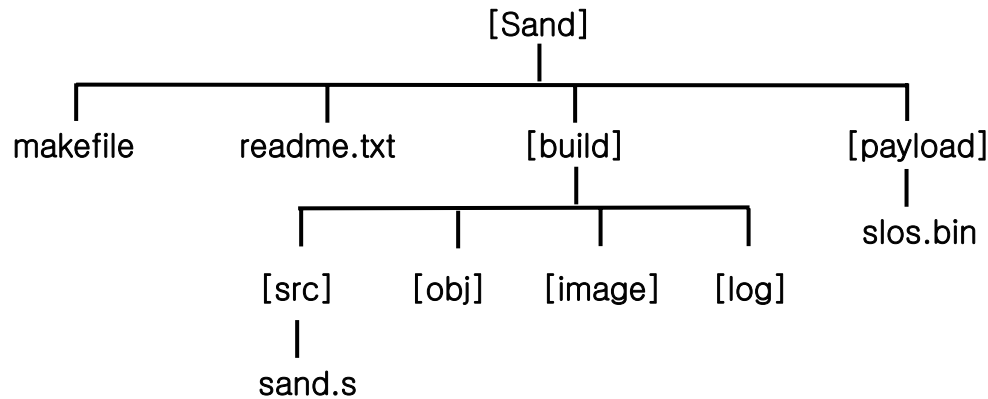 [Sand]
makefile readme.txt [build] [payload]
slos.bin
[src] [obj] [image] [log]
sand.s